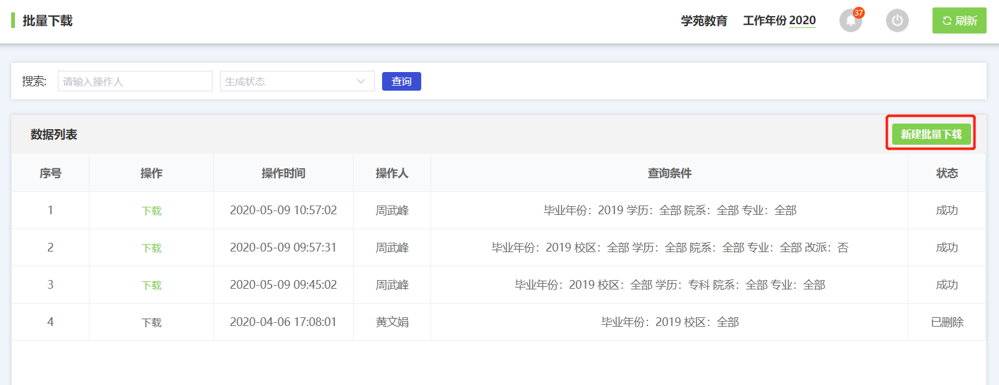 批量下载
学苑教育 工作年份 2020 37 刷新
搜索: 请输入操作人 生成状态 查询
数据列表 新建批量下载
序号 操作 操作时间 操作人 查询条件 状态
1 下载 2020-05-09 10:57:02 周武峰 毕业年份：2019 学历：全部 院系：全部 专业：全部 成功
2 下载 2020-05-09 09:57:31 周武峰 毕业年份：2019 校区：全部 学历：全部 院系：全部 专业：全部 改派：否 成功
3 下载 2020-05-09 09:45:02 周武峰 毕业年份：2019 校区：全部 学历：专科 院系：全部 专业：全部 成功
4 下载 2020-04-06 17:08:01 黄文娟 毕业年份：2019 校区：全部 已删除